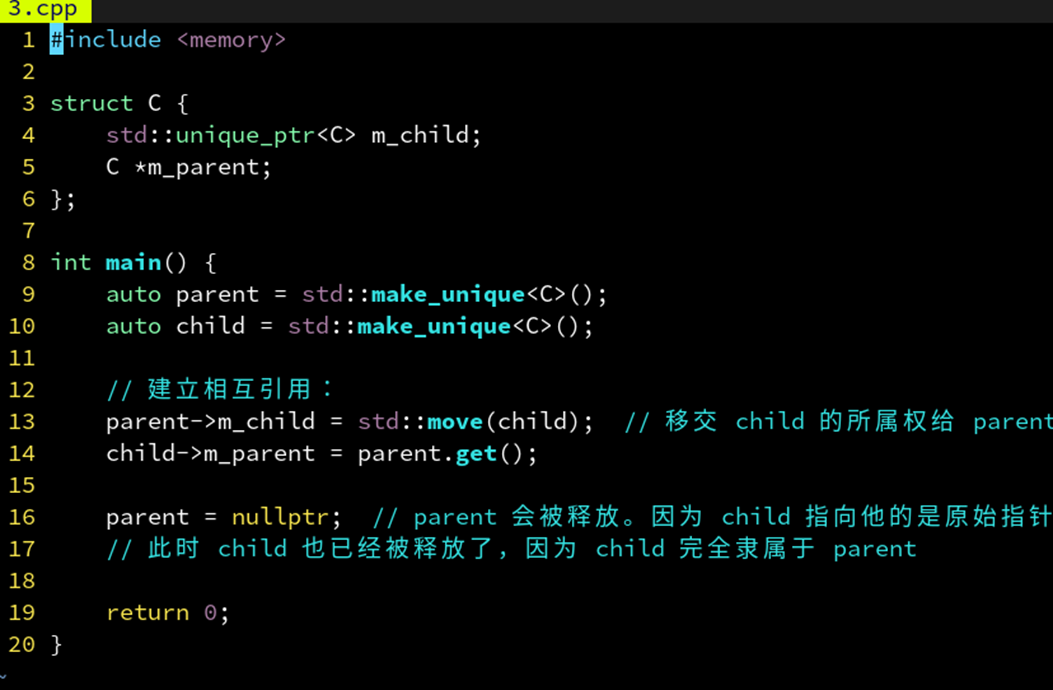 3.cpp
1 #include <memory>
2
3 struct C {
4     std::unique_ptr<C> m_child;
5     C *m_parent;
6 };
7
8 int main() {
9     auto parent = std::make_unique<C>();
10     auto child = std::make_unique<C>();
11
12     // 建立相互引用：
13     parent->m_child = std::move(child);  // 移交 child 的所属权给 parent
14     child->m_parent = parent.get();
15
16     parent = nullptr;  // parent 会被释放。因为 child 指向他的是原始指针
17     // 此时 child 也已经被释放了，因为 child 完全隶属于 parent
18
19     return 0;
20 }
~